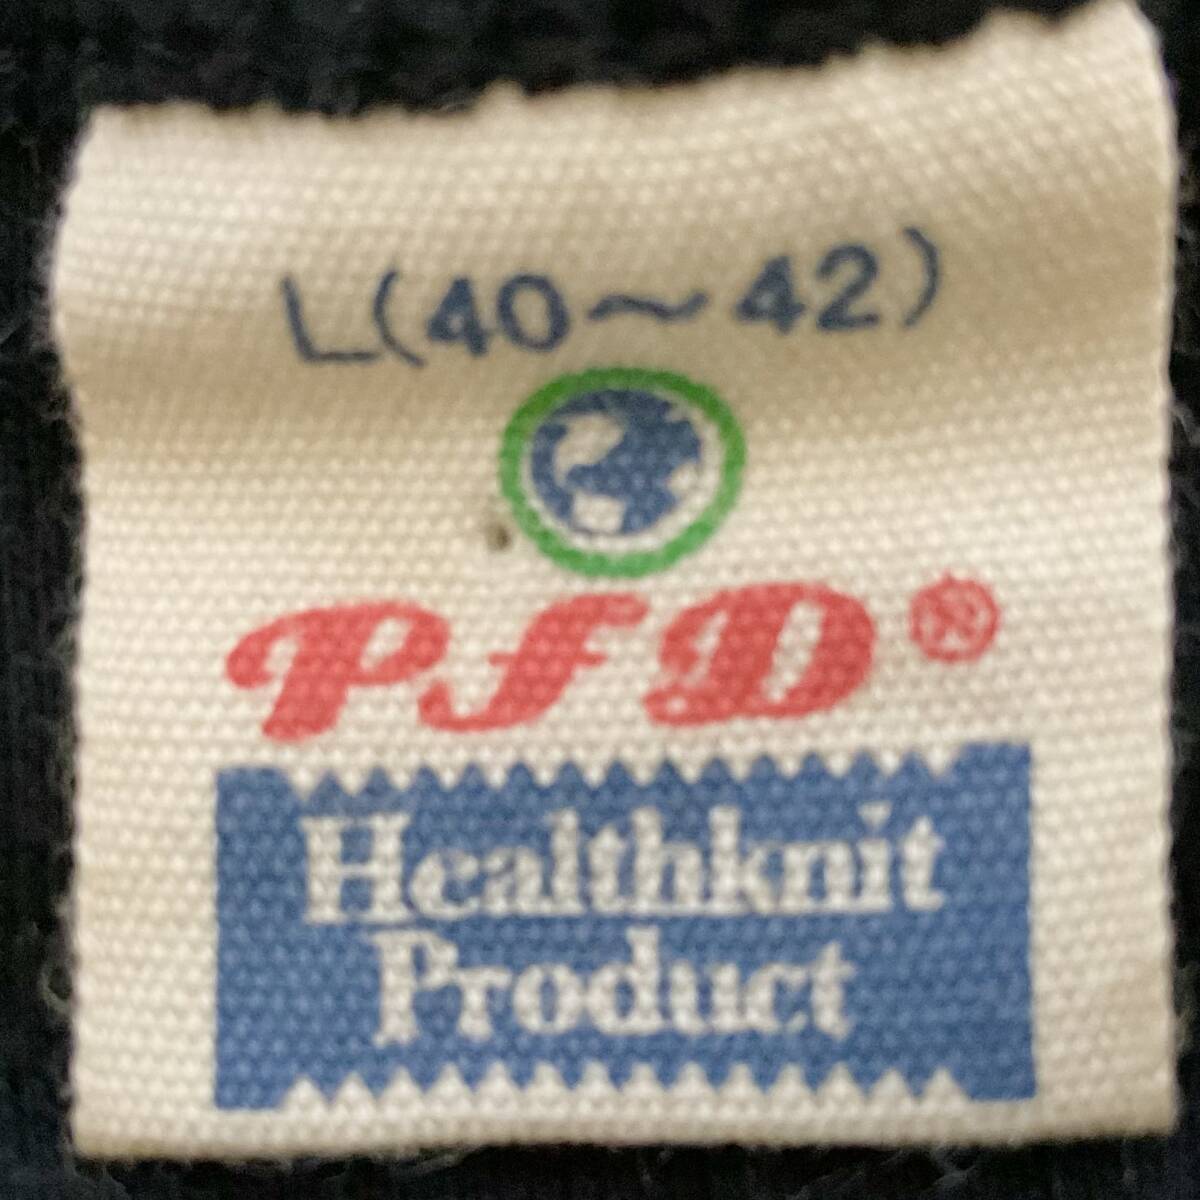 L(40～42)
PfD®
Healthknit
Product